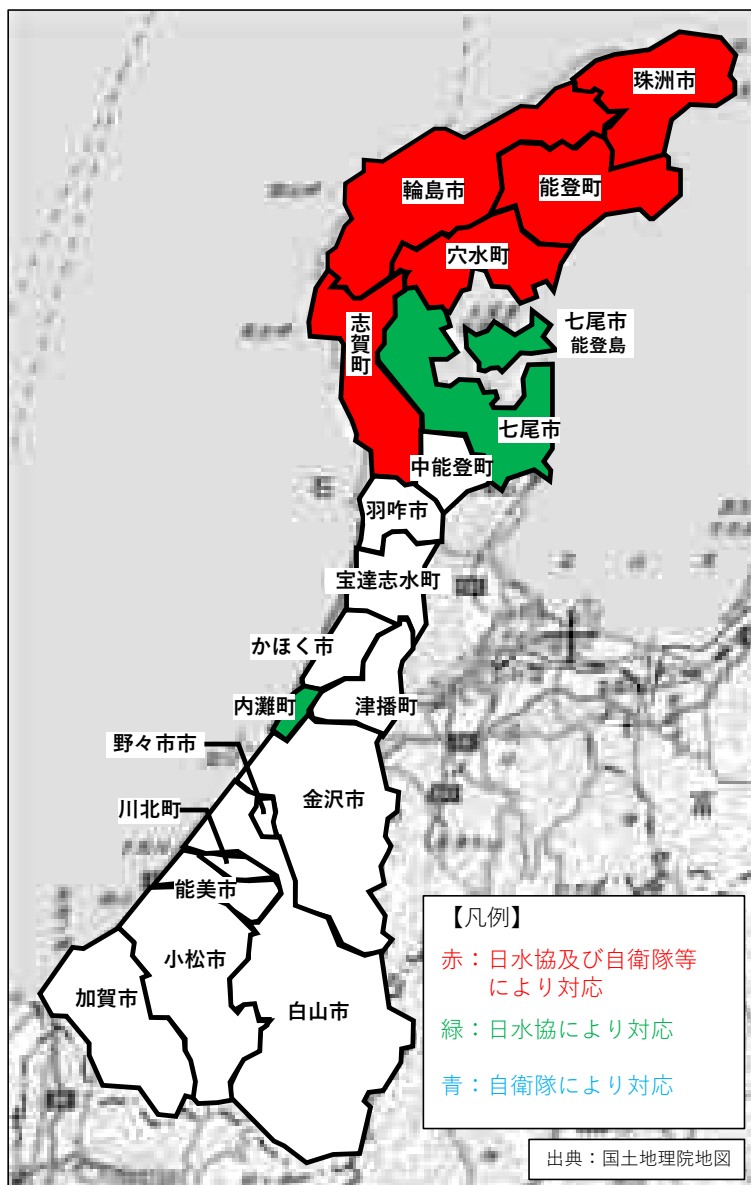 珠洲市
輪島市
能登町
穴水町
志賀町
七尾市
能登島
七尾市
中能登町
羽咋市
宝達志水町
かほく市
内灘町
津播町
野々市市
金沢市
川北町
能美市
小松市
加賀市
白山市
【凡例】
赤：日水協及び自衛隊等
により対応
緑：日水協により対応
青：自衛隊により対応
出典：国土地理院地図